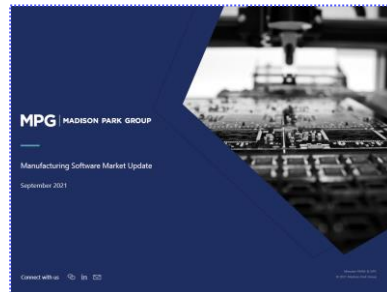 MPG | MADISON PARK GROUP
Manufacturing Software Market Update
September 2021
Connect with us